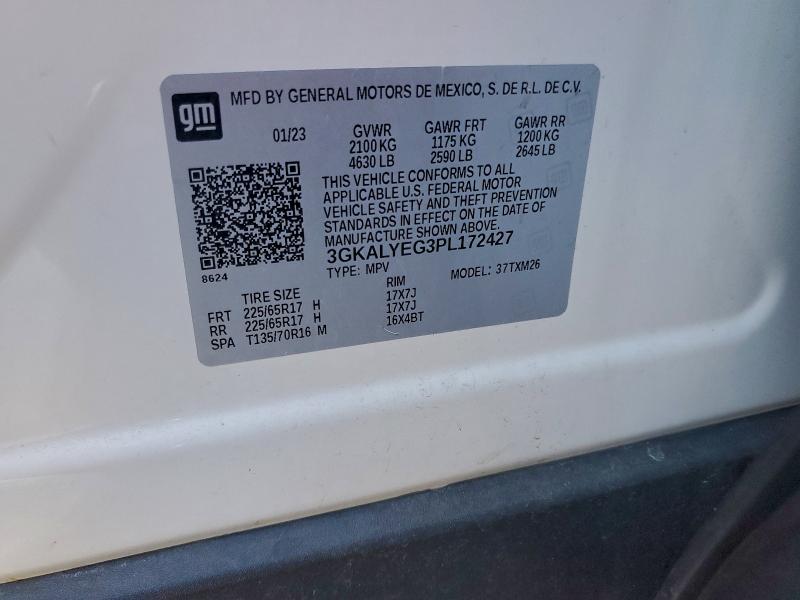 gm
MFD BY GENERAL MOTORS DE MEXICO, S. DE R.L. DE C.V.
01/23 GVWR GAWR FRT GAWR RR
2100 KG 1175 KG 1200 KG
4630 LB 2590 LB 2645 LB
THIS VEHICLE CONFORMS TO ALL
APPLICABLE U.S. FEDERAL MOTOR
VEHICLE SAFETY AND THEFT PREVENTION
STANDARDS IN EFFECT ON THE DATE OF
MANUFACTURE SHOWN ABOVE.
3GKALYEG3PL172427
8624
TYPE: MPV MODEL: 37TXM26
TIRE SIZE RIM
FRT 225/65R17 H 17X7J
RR 225/65R17 H 17X7J
SPA T135/70R16 M 16X4BT